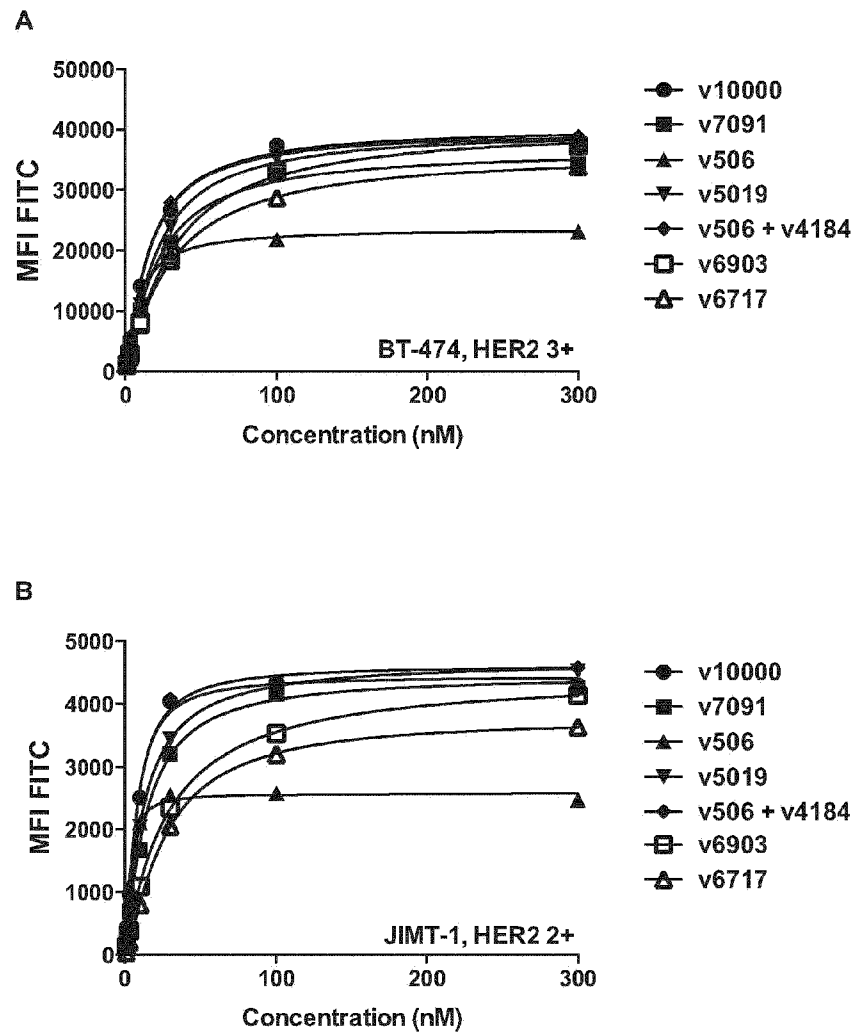 A
50000
40000
30000
20000
10000
0
MFI FITC
0 100 200 300
Concentration (nM)
BT-474, HER2 3+
v10000
v7091
v506
v5019
v506 + v4184
v6903
v6717
B
5000
4000
3000
2000
1000
0
MFI FITC
0 100 200 300
Concentration (nM)
JIMT-1, HER2 2+
v10000
v7091
v506
v5019
v506 + v4184
v6903
v6717